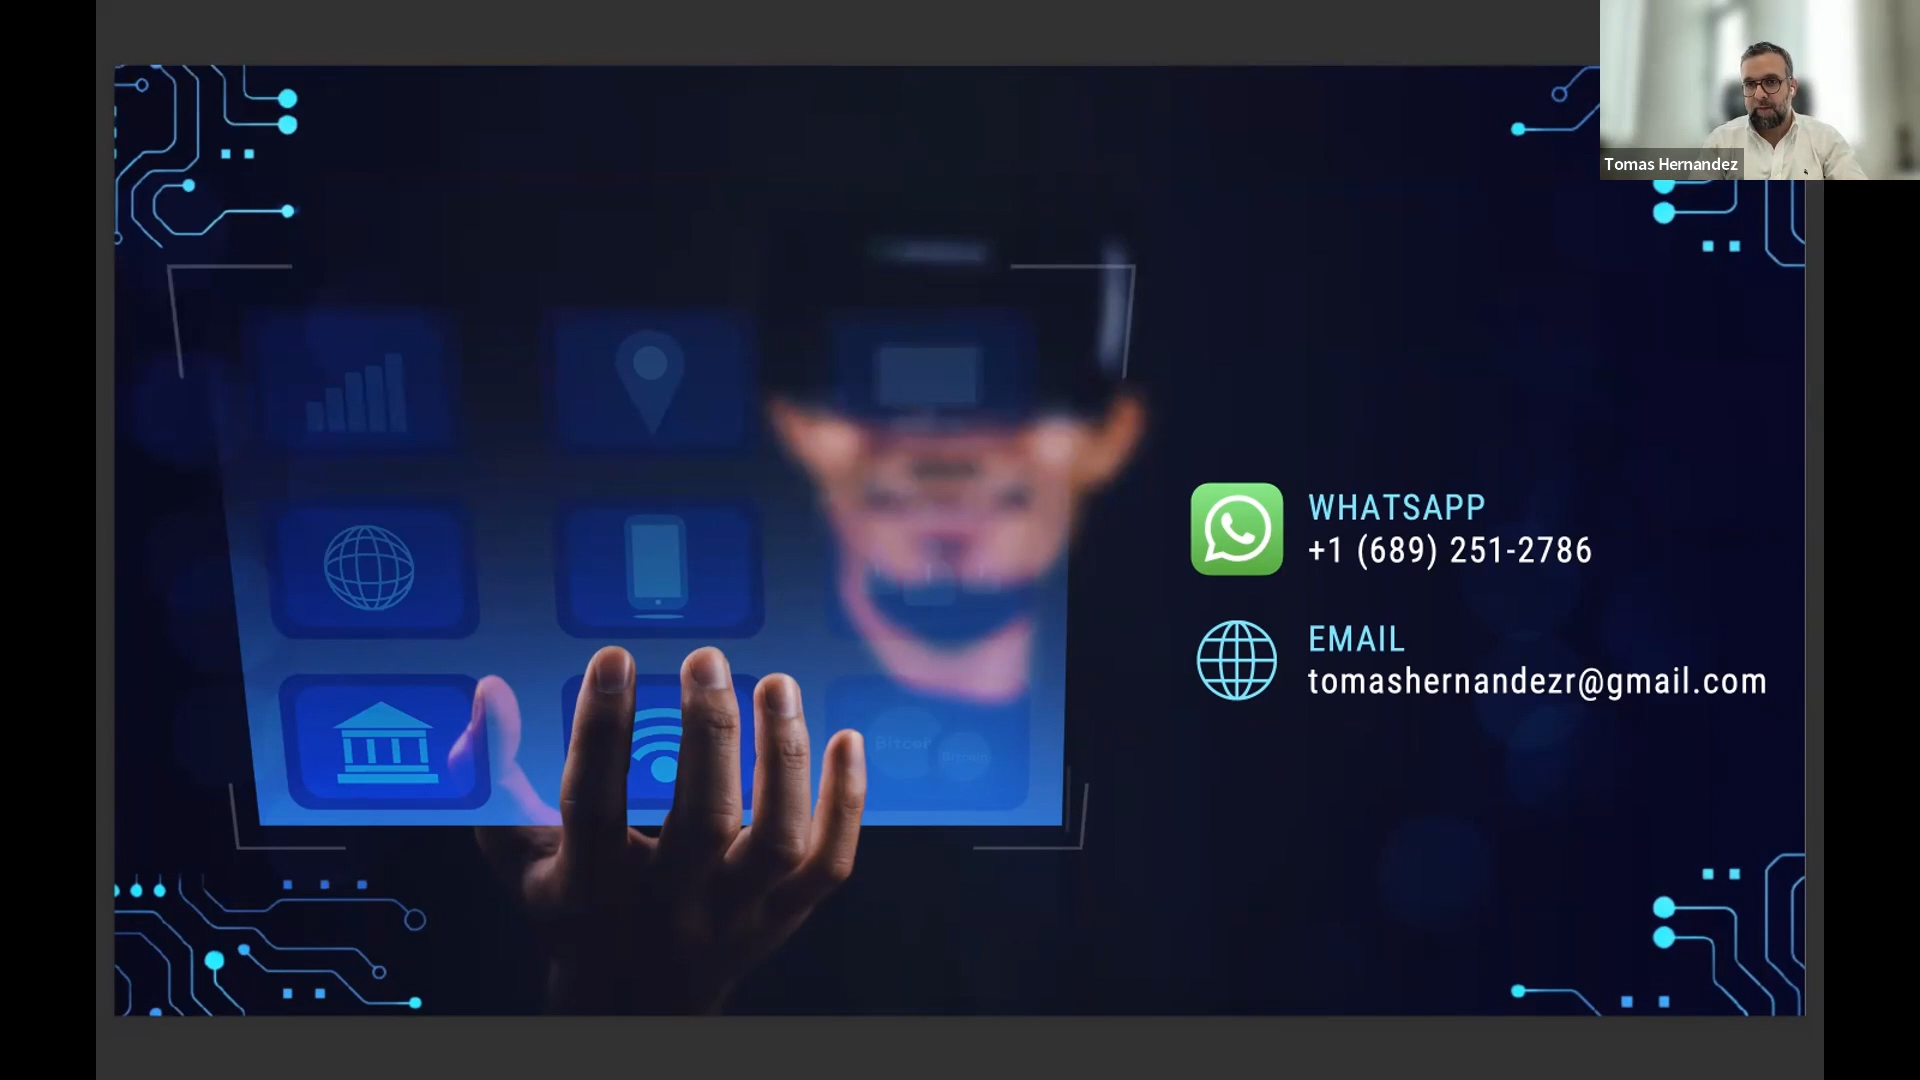 Tomas Hernandez
WHATSAPP
+1 (689) 251-2786
EMAIL
tomashernandezr@gmail.com